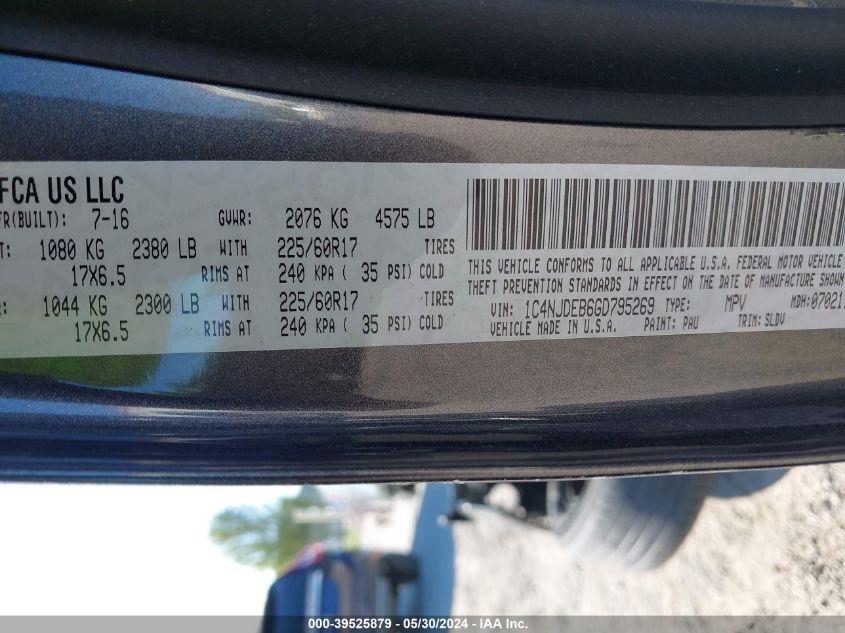 FCA US LLC
FR(BUILT): 7-16 GVWR: 2076 KG 4575 LB
T: 1080 KG 2380 LB WITH 225/60R17 TIRES
17X6.5 RIMS AT 240 KPA ( 35 PSI) COLD
: 1044 KG 2300 LB WITH 225/60R17 TIRES
17X6.5 RIMS AT 240 KPA ( 35 PSI) COLD
THIS VEHICLE CONFORMS TO ALL APPLICABLE U.S.A. FEDERAL MOTOR VEHICLE
THEFT PREVENTION STANDARDS IN EFFECT ON THE DATE OF MANUFACTURE SHOWN
VIN: 1C4NJDEB6GD795269 TYPE: MPV MDH:07021
VEHICLE MADE IN U.S.A. PAINT: PAU TRIM: SLDV
000-39525879 - 05/30/2024 - IAA Inc.